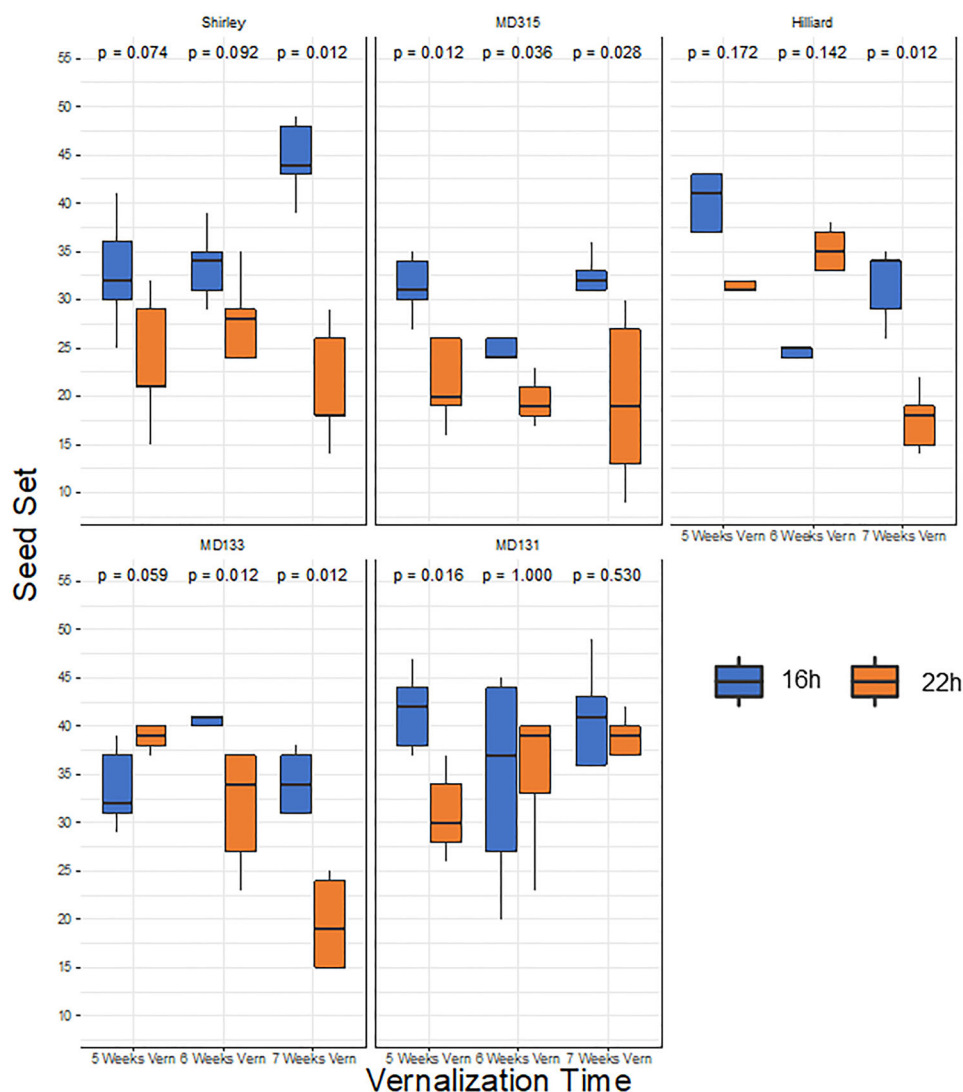 Shirley MD315 Hilliard
p = 0.074 p = 0.092 p = 0.012 p = 0.012 p = 0.036 p = 0.028 p = 0.172 p = 0.142 p = 0.012
55
50
45
40
35
30
25
20
15
10
5 Weeks Vern 6 Weeks Vern 7 Weeks Vern
Seed Set
MD133 MD131
p = 0.059 p = 0.012 p = 0.012 p = 0.016 p = 1.000 p = 0.530
55
50
45
40
35
30
25
20
15
10
16h 22h
5 Weeks Vern 6 Weeks Vern 7 Weeks Vern 5 Weeks Vern 6 Weeks Vern 7 Weeks Vern
Vernalization Time